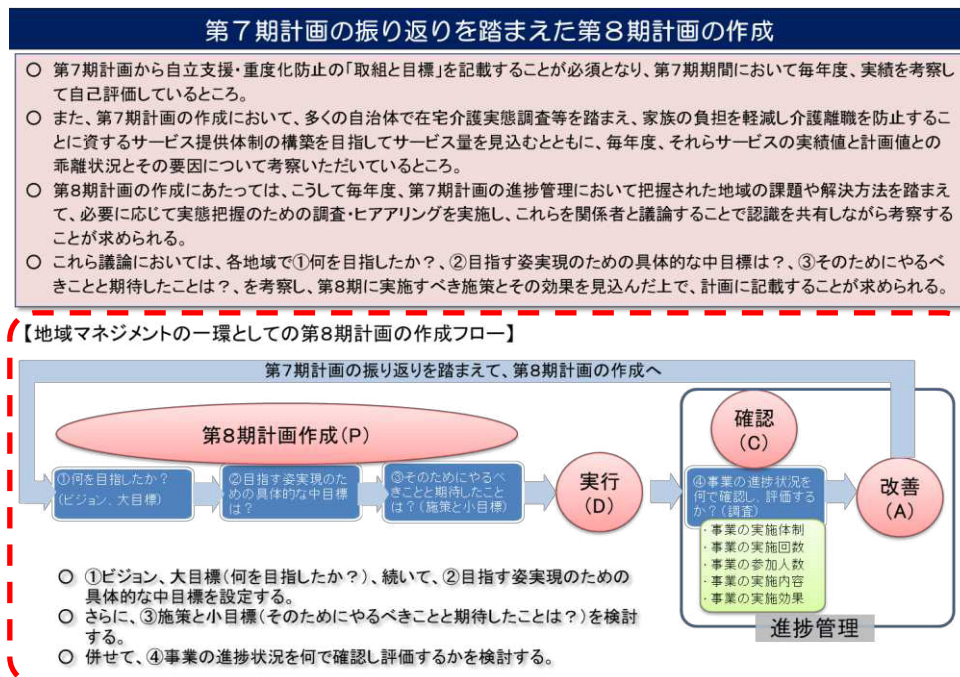 第7期計画の振り返りを踏まえた第8期計画の作成
○ 第7期計画から自立支援・重度化防止の「取組と目標」を記載することが必須となり、第7期期間において毎年度、実績を考察し
て自己評価しているところ。
○ また、第7期計画の作成において、多くの自治体で在宅介護実態調査等を踏まえ、家族の負担を軽減し介護離職を防止するこ
とに資するサービス提供体制の構築を目指してサービス量を見込むとともに、毎年度、それらサービスの実績値と計画値との
乖離状況とその要因について考察いただいているところ。
○ 第8期計画の作成にあたっては、こうして毎年度、第7期計画の進捗管理において把握された地域の課題や解決方法を踏まえ
て、必要に応じて実態把握のための調査・ヒアアリングを実施し、これらを関係者と議論することで認識を共有しながら考察する
ことが求められる。
○ これら議論においては、各地域で①何を目指したか？、②目指す姿実現のための具体的な中目標は？、③そのためにやるべ
きことと期待したことは？、を考察し、第8期に実施すべき施策とその効果を見込んだ上で、計画に記載することが求められる。
【地域マネジメントの一環としての第8期計画の作成フロー】
第7期計画の振り返りを踏まえて、第8期計画の作成へ
第8期計画作成(P)
①何を目指したか？
(ビジョン、大目標)
②目指す姿実現のた
めの具体的な中目標
は？
③そのためにやるべ
きことと期待したこと
は？(施策と小目標)
実行
(D)
確認
(C)
④事業の進捗状況を
何で確認し、評価する
か？(調査)
・事業の実施体制
・事業の実施回数
・事業の参加人数
・事業の実施内容
・事業の実施効果
改善
(A)
進捗管理
○ ①ビジョン、大目標(何を目指したか？)、続いて、②目指す姿実現のための
具体的な中目標を設定する。
○ さらに、③施策と小目標(そのためにやるべきことと期待したことは？)を検討
する。
○ 併せて、④事業の進捗状況を何で確認し評価するかを検討する。